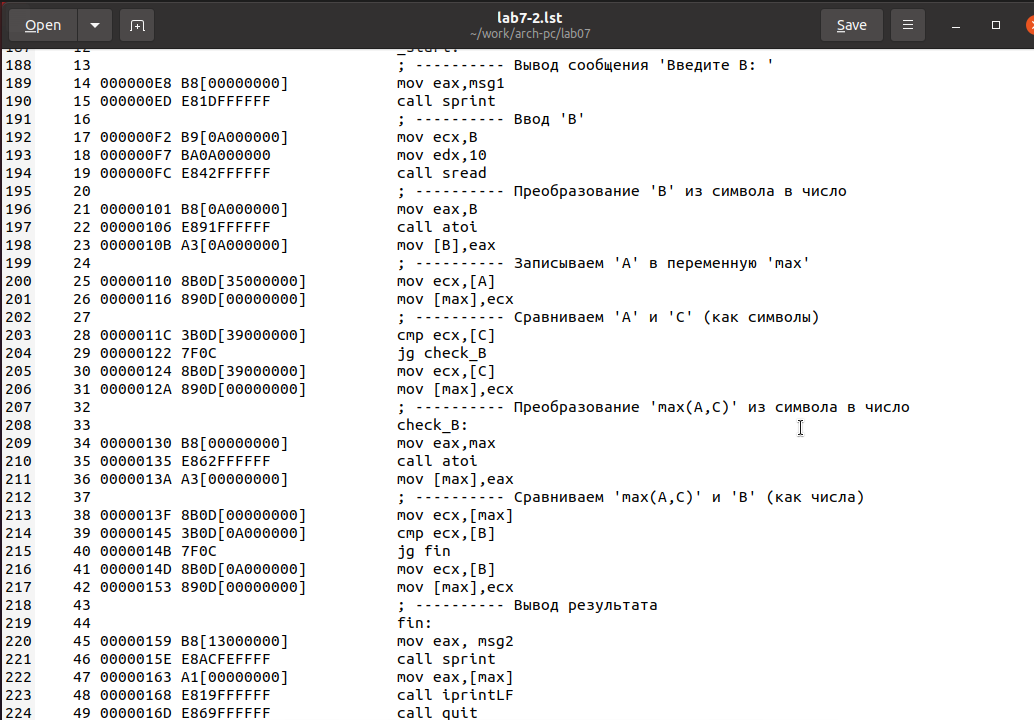 Open
lab7-2.lst
~/work/arch-pc/lab07
Save
187 12 _start:
188 13 ; ---------- Вывод сообщения 'Введите B: '
189 14 000000E8 B8[00000000] mov eax,msg1
190 15 000000ED E81DFFFFFF call sprint
191 16 ; ---------- Ввод 'B'
192 17 000000F2 B9[0A000000] mov ecx,B
193 18 000000F7 BA0A000000 mov edx,10
194 19 000000FC E842FFFFFF call sread
195 20 ; ---------- Преобразование 'B' из символа в число
196 21 00000101 B8[0A000000] mov eax,B
197 22 00000106 E891FFFFFF call atoi
198 23 0000010B A3[0A000000] mov [B],eax
199 24 ; ---------- Записываем 'A' в переменную 'max'
200 25 00000110 8B0D[35000000] mov ecx,[A]
201 26 00000116 890D[00000000] mov [max],ecx
202 27 ; ---------- Сравниваем 'A' и 'C' (как символы)
203 28 0000011C 3B0D[39000000] cmp ecx,[C]
204 29 00000122 7F0C jg check_B
205 30 00000124 8B0D[39000000] mov ecx,[C]
206 31 0000012A 890D[00000000] mov [max],ecx
207 32 ; ---------- Преобразование 'max(A,C)' из символа в число
208 33 check_B:
209 34 00000130 B8[00000000] mov eax,max
210 35 00000135 E862FFFFFF call atoi
211 36 0000013A A3[00000000] mov [max],eax
212 37 ; ---------- Сравниваем 'max(A,C)' и 'B' (как числа)
213 38 0000013F 8B0D[00000000] mov ecx,[max]
214 39 00000145 3B0D[0A000000] cmp ecx,[B]
215 40 0000014B 7F0C jg fin
216 41 0000014D 8B0D[0A000000] mov ecx,[B]
217 42 00000153 890D[00000000] mov [max],ecx
218 43 ; ---------- Вывод результата
219 44 fin:
220 45 00000159 B8[13000000] mov eax, msg2
221 46 0000015E E8ACFEFFFF call sprint
222 47 00000163 A1[00000000] mov eax,[max]
223 48 00000168 E819FFFFFF call iprintLF
224 49 0000016D E869FFFFFF call quit